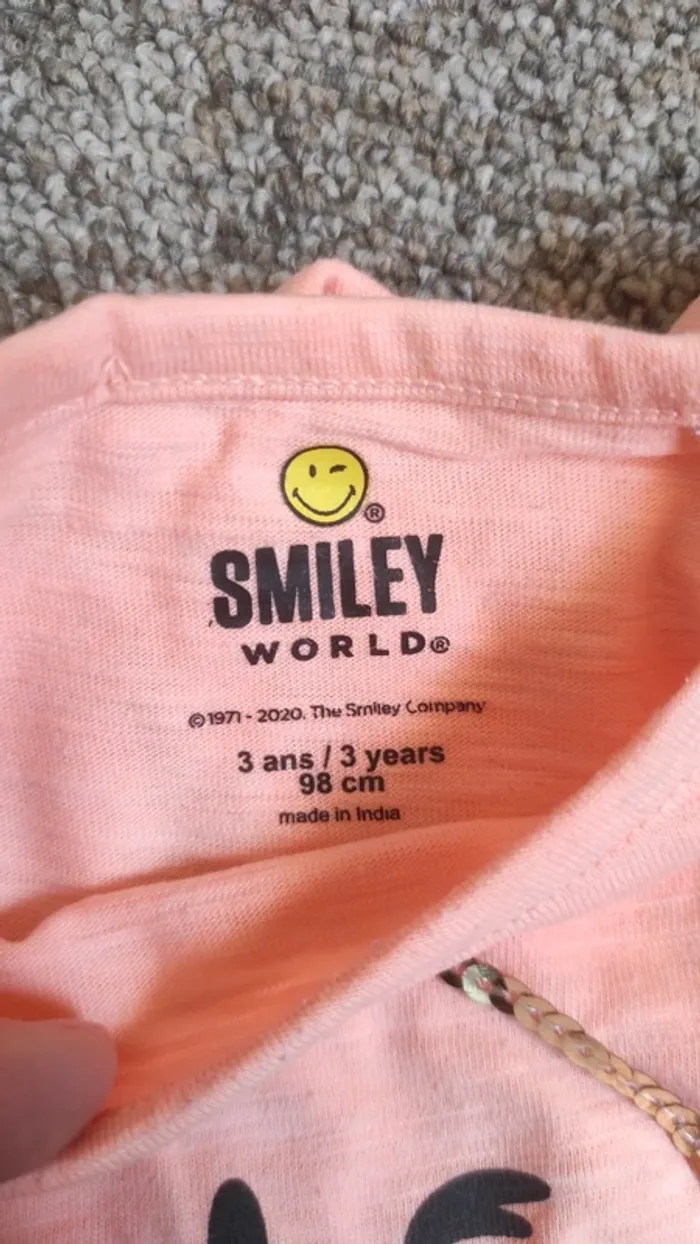 ®
SMILEY
WORLD®
©1971 - 2020. The Smiley Company
3 ans / 3 years
98 cm
made in India